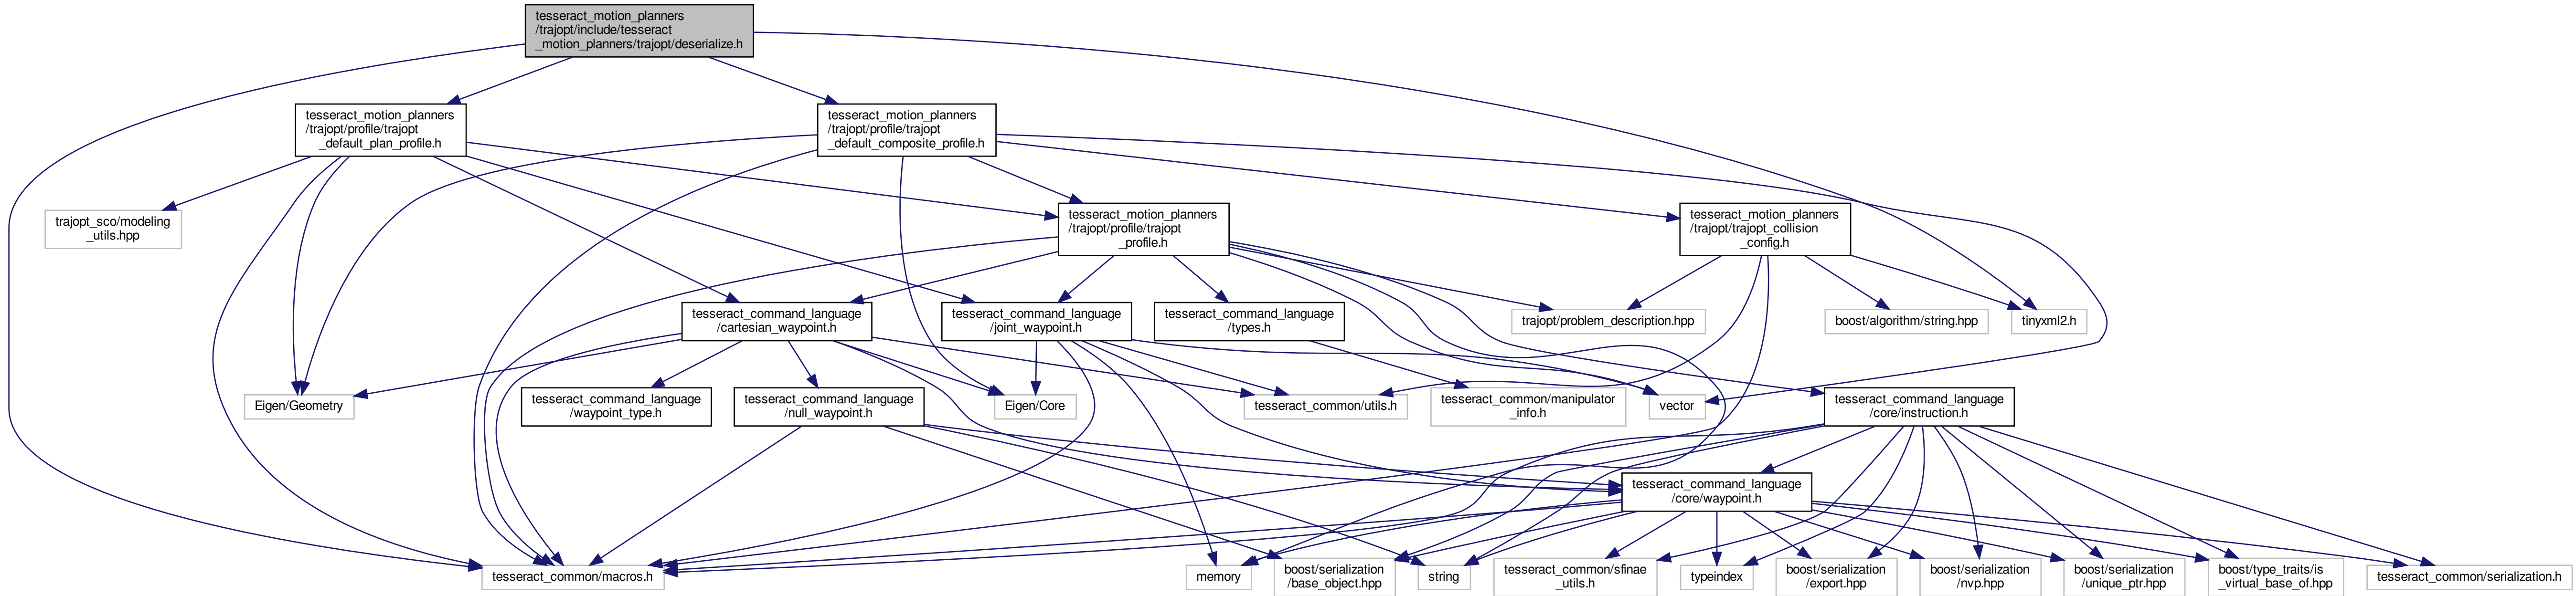 tesseract_motion_planners
/trajopt/include/tesseract
_motion_planners/trajopt/deserialize.h
tesseract_motion_planners
/trajopt/profile/trajopt
_default_plan_profile.h
tesseract_motion_planners
/trajopt/profile/trajopt
_default_composite_profile.h
trajopt_sco/modeling
_utils.hpp
tesseract_motion_planners
/trajopt/profile/trajopt
_profile.h
tesseract_motion_planners
/trajopt/trajopt_collision
_config.h
tesseract_command_language
/cartesian_waypoint.h
tesseract_command_language
/joint_waypoint.h
tesseract_command_language
/types.h
trajopt/problem_description.hpp
boost/algorithm/string.hpp
tinyxml2.h
Eigen/Geometry
tesseract_command_language
/waypoint_type.h
tesseract_command_language
/null_waypoint.h
Eigen/Core
tesseract_common/utils.h
tesseract_common/manipulator
_info.h
vector
tesseract_command_language
/core/instruction.h
tesseract_command_language
/core/waypoint.h
tesseract_common/macros.h
memory
boost/serialization
/base_object.hpp
string
tesseract_common/sfinae
_utils.h
typeindex
boost/serialization
/export.hpp
boost/serialization
/nvp.hpp
boost/serialization
/unique_ptr.hpp
boost/type_traits/is
_virtual_base_of.hpp
tesseract_common/serialization.h